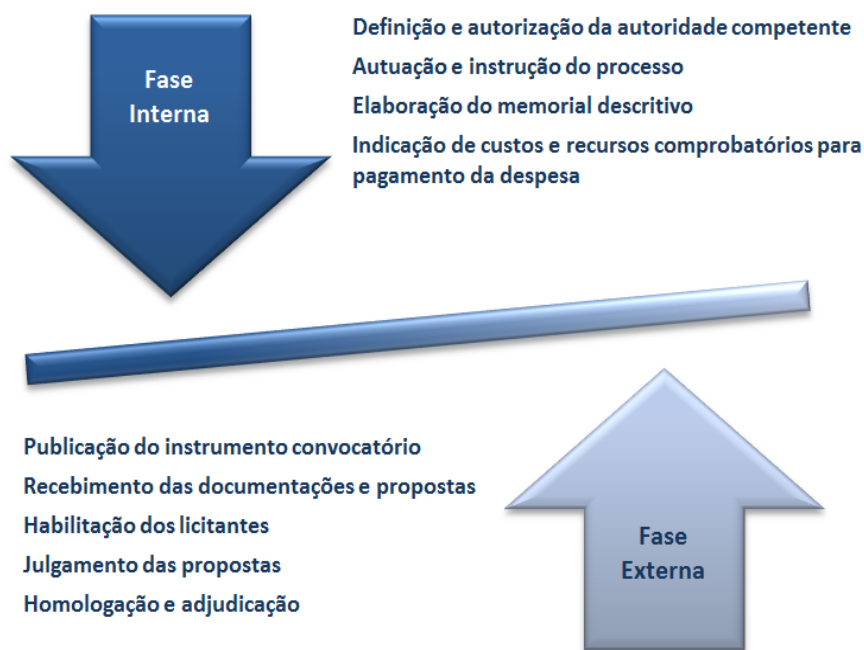 Fase
Interna
Definição e autorização da autoridade competente
Autuação e instrução do processo
Elaboração do memorial descritivo
Indicação de custos e recursos comprobatórios para
pagamento da despesa
Publicação do instrumento convocatório
Recebimento das documentações e propostas
Habilitação dos licitantes
Julgamento das propostas
Homologação e adjudicação
Fase
Externa